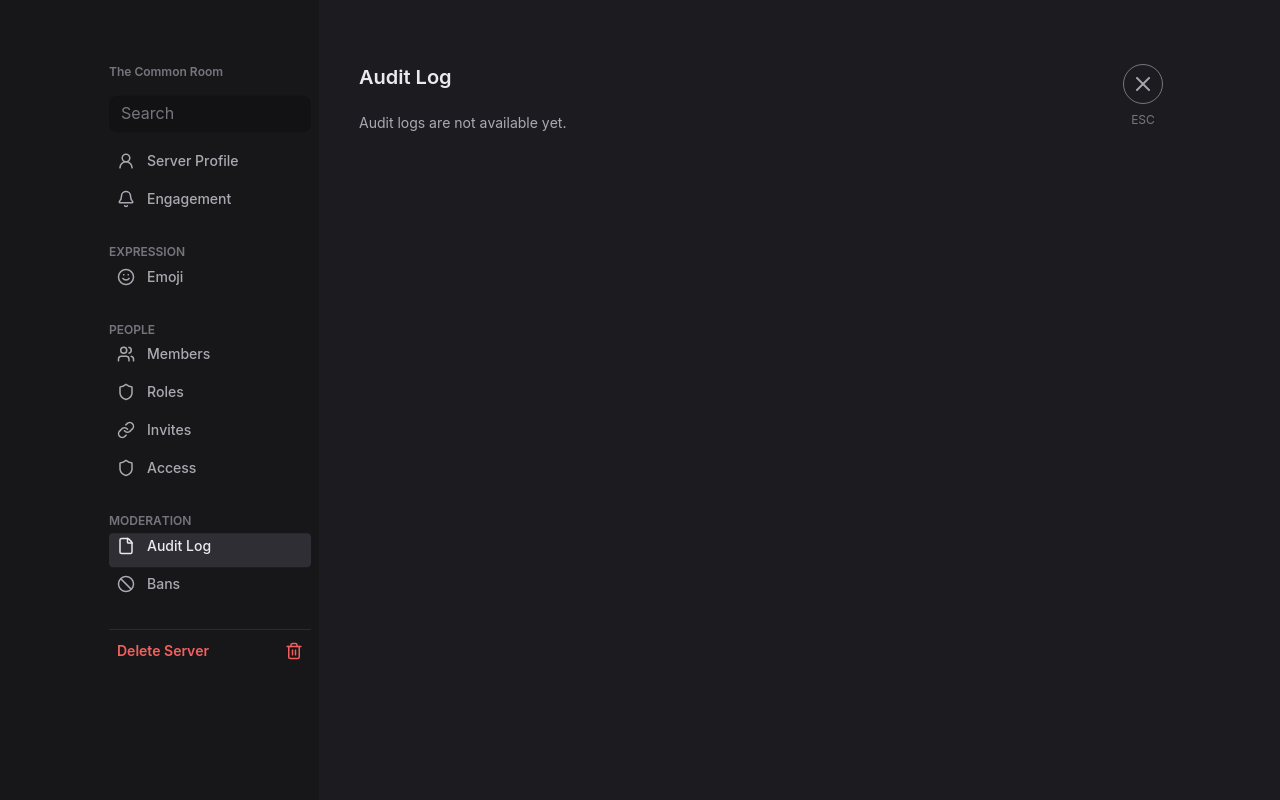 The Common Room
Search
Server Profile
Engagement
EXPRESSION
Emoji
PEOPLE
Members
Roles
Invites
Access
MODERATION
Audit Log
Bans
Delete Server
Audit Log
Audit logs are not available yet.
ESC